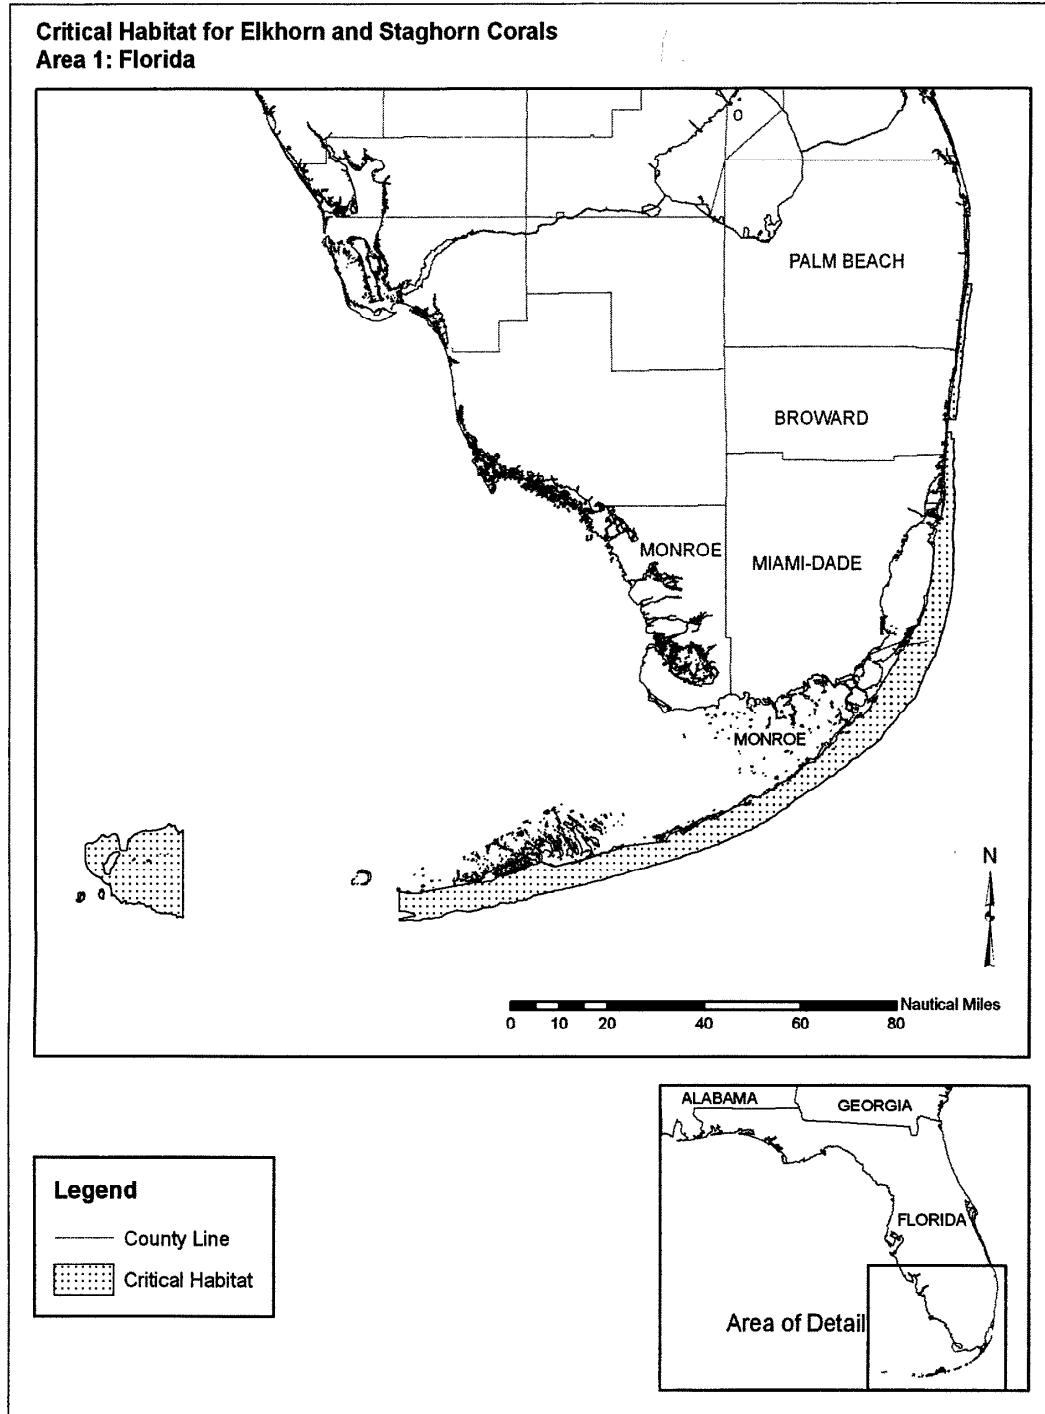 Critical Habitat for Elkhorn and Staghorn Corals
Area 1: Florida
PALM BEACH
BROWARD
MONROE
MIAMI-DADE
MONROE
N
Nautical Miles
0 10 20 40 60 80
ALABAMA
GEORGIA
FLORIDA
Area of Detail
Legend
County Line
Critical Habitat